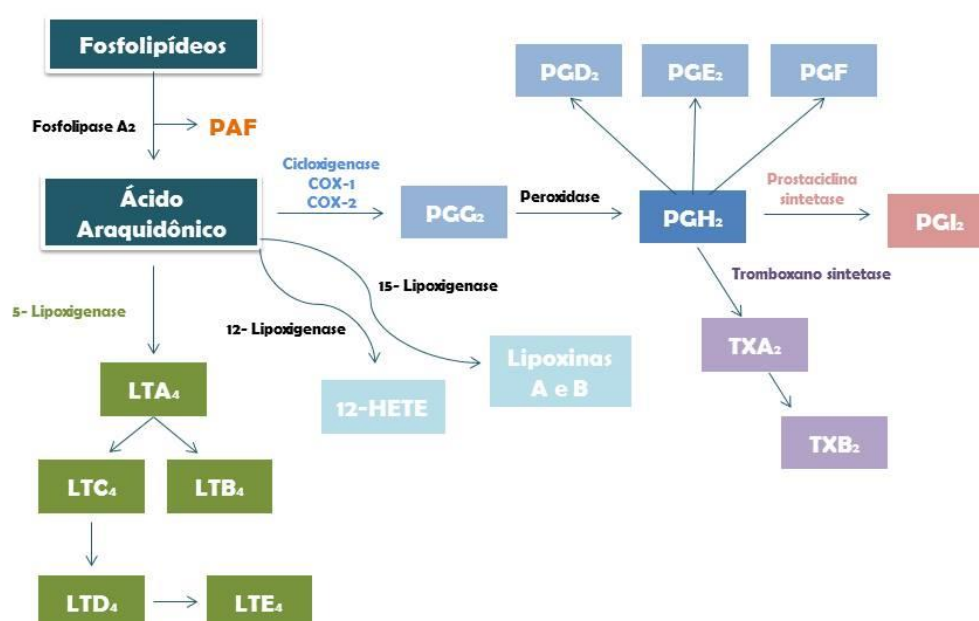 Fosfolipídeos
PGD₂
PGE₂
PGF
Fosfolipase A2
PAF
Ácido
Araquidônico
Cicloxigenase
COX-1
COX-2
PGG₂
Peroxidase
PGH₂
Prostaciclina
sintetase
PGI₂
5- Lipoxigenase
15- Lipoxigenase
12- Lipoxigenase
Tromboxano sintetase
LTA₄
12-HETE
Lipoxinas
A e B
TXA₂
TXB₂
LTC₄
LTB₄
LTD₄
LTE₄